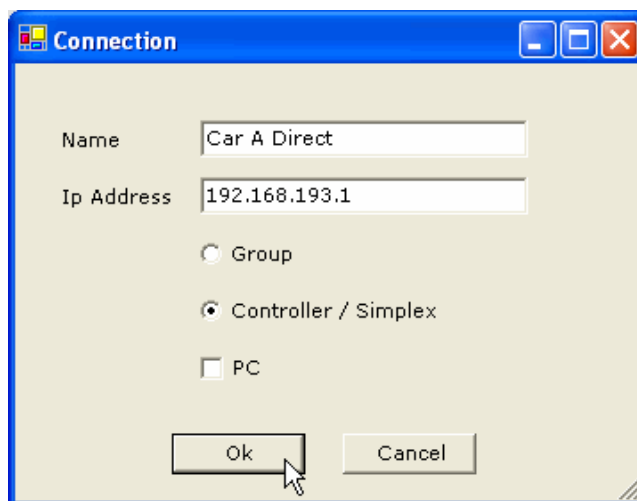 Connection
Name Car A Direct
Ip Address 192.168.193.1
Group
Controller / Simplex
PC
Ok Cancel